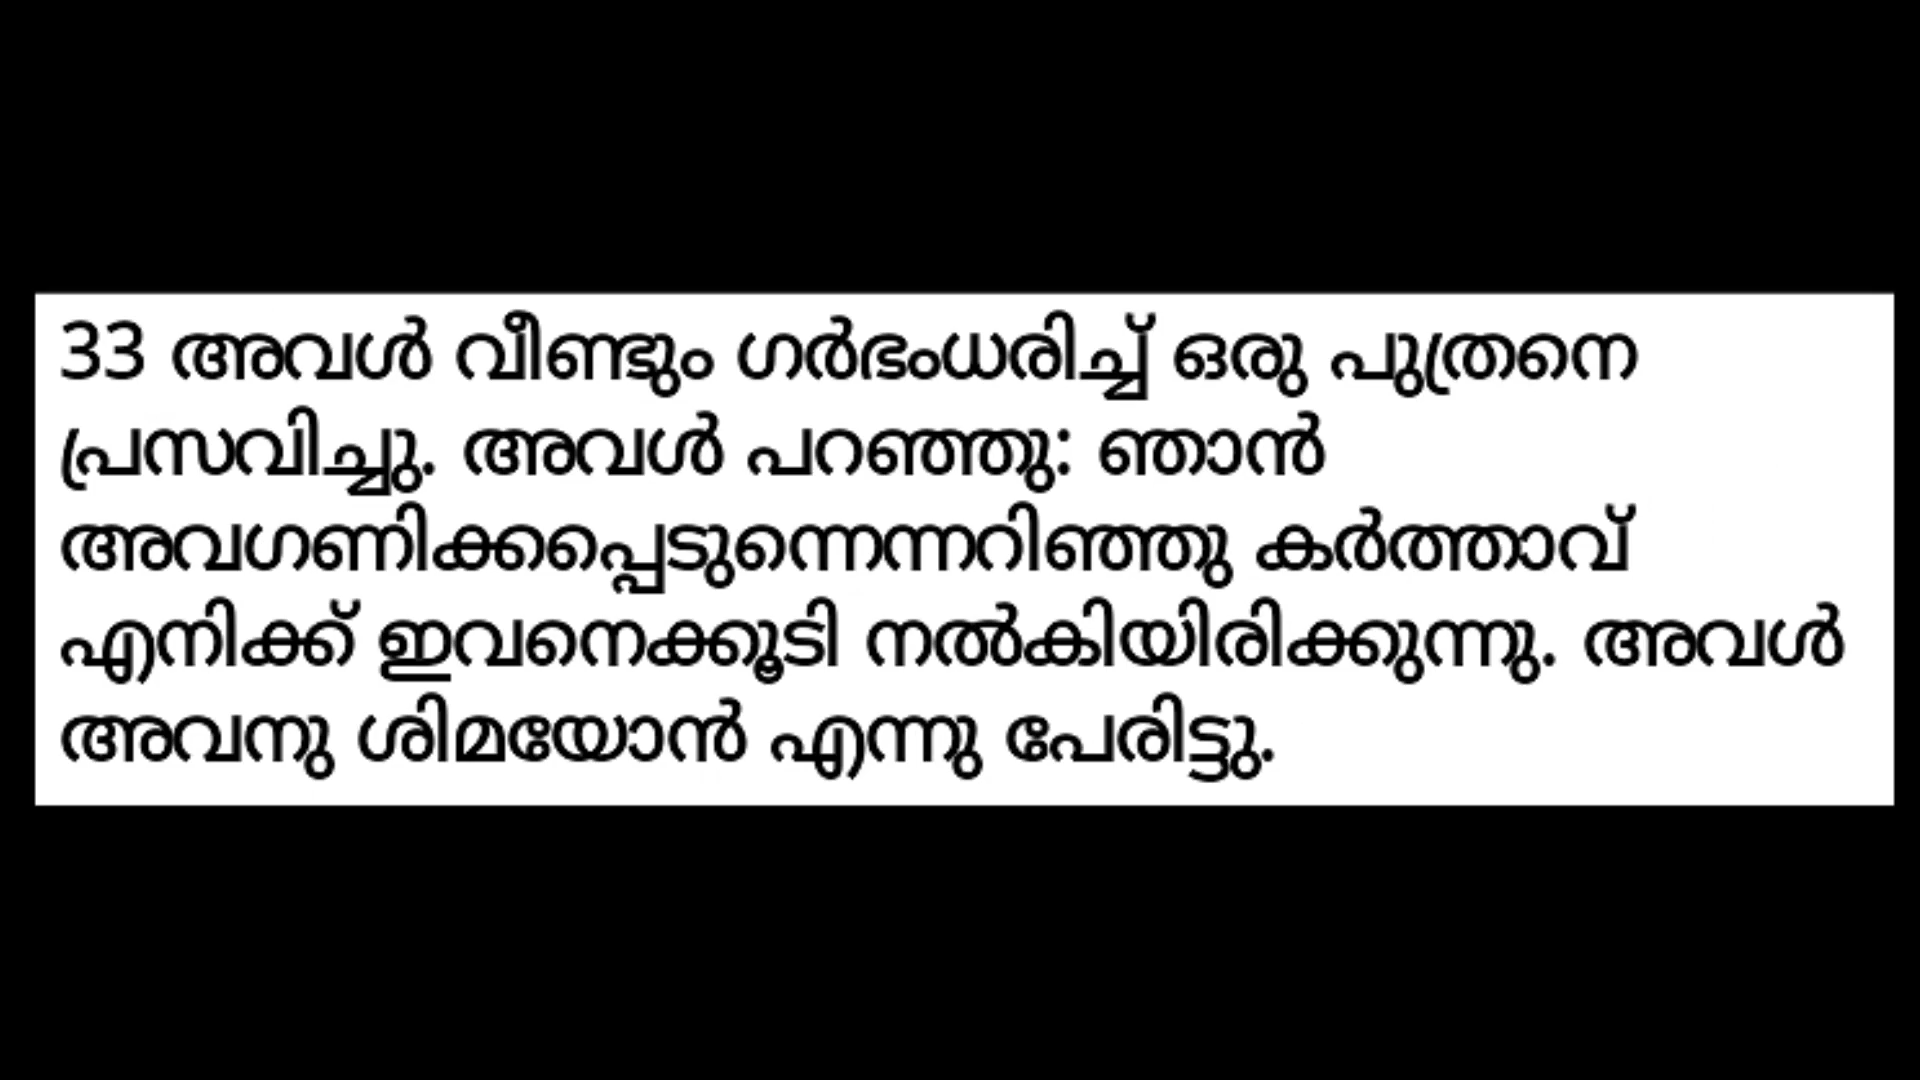 33 അവൾ വീണ്ടും ഗർഭംധരിച്ച് ഒരു പുത്രനെ
പ്രസവിച്ചു. അവൾ പറഞ്ഞു: ഞാൻ
അവഗണിക്കപ്പെടുന്നെന്നറിഞ്ഞു കർത്താവ്
എനിക്ക് ഇവനെക്കൂടി നൽകിയിരിക്കുന്നു. അവൾ
അവനു ശിമയോൻ എന്നു പേരിട്ടു.